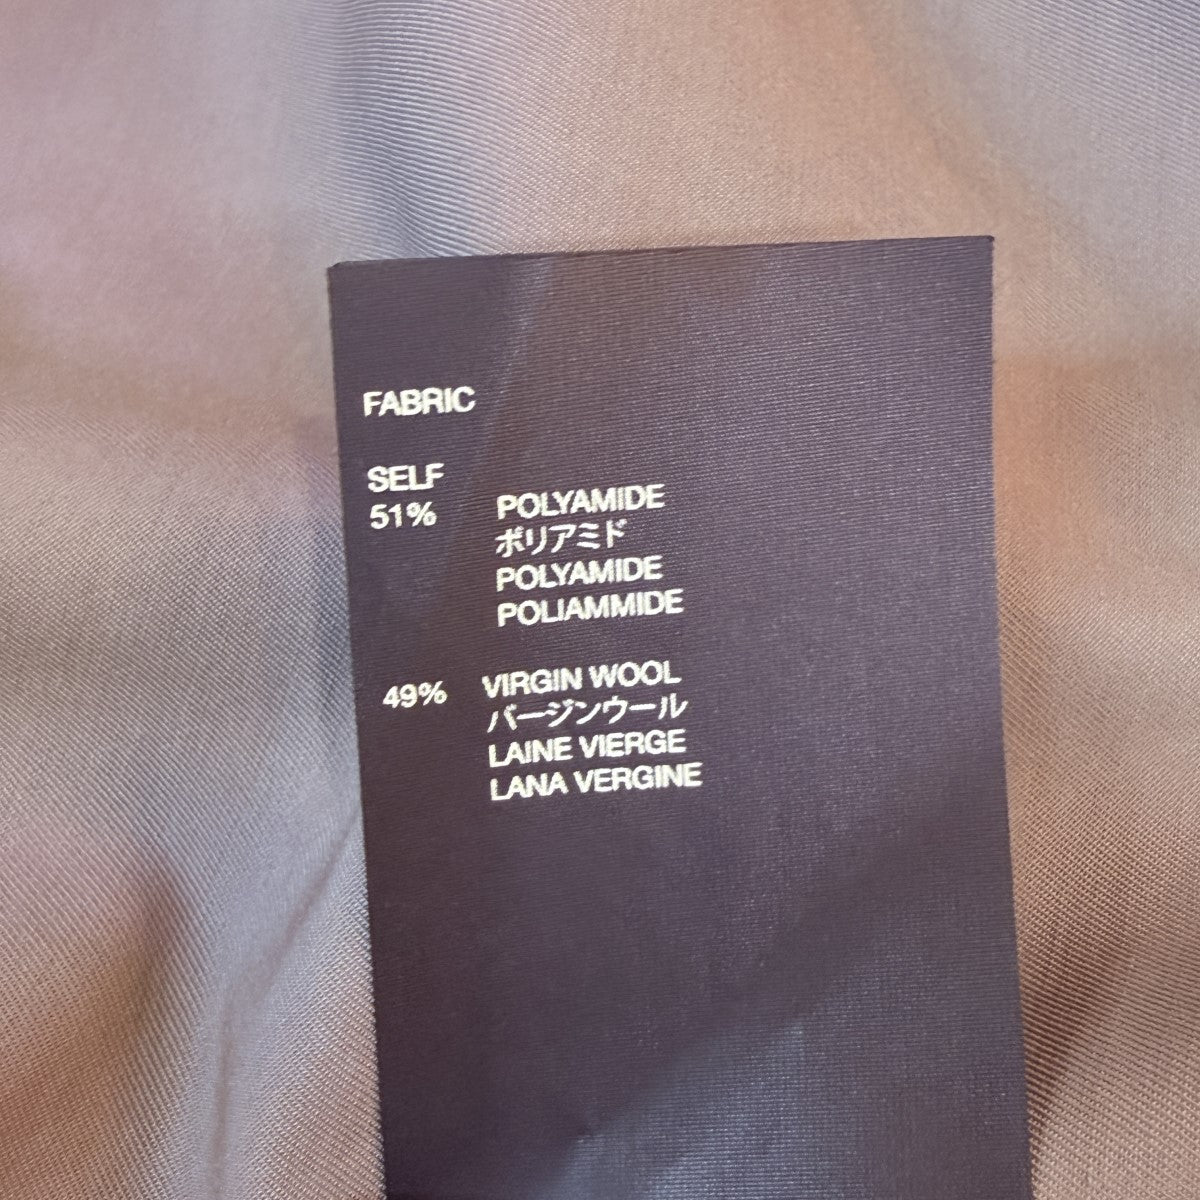 FABRIC
SELF
51% POLYAMIDE
ポリアミド
POLYAMIDE
POLIAMMIDE
49% VIRGIN WOOL
バージンウール
LAINE VIERGE
LANA VERGINE